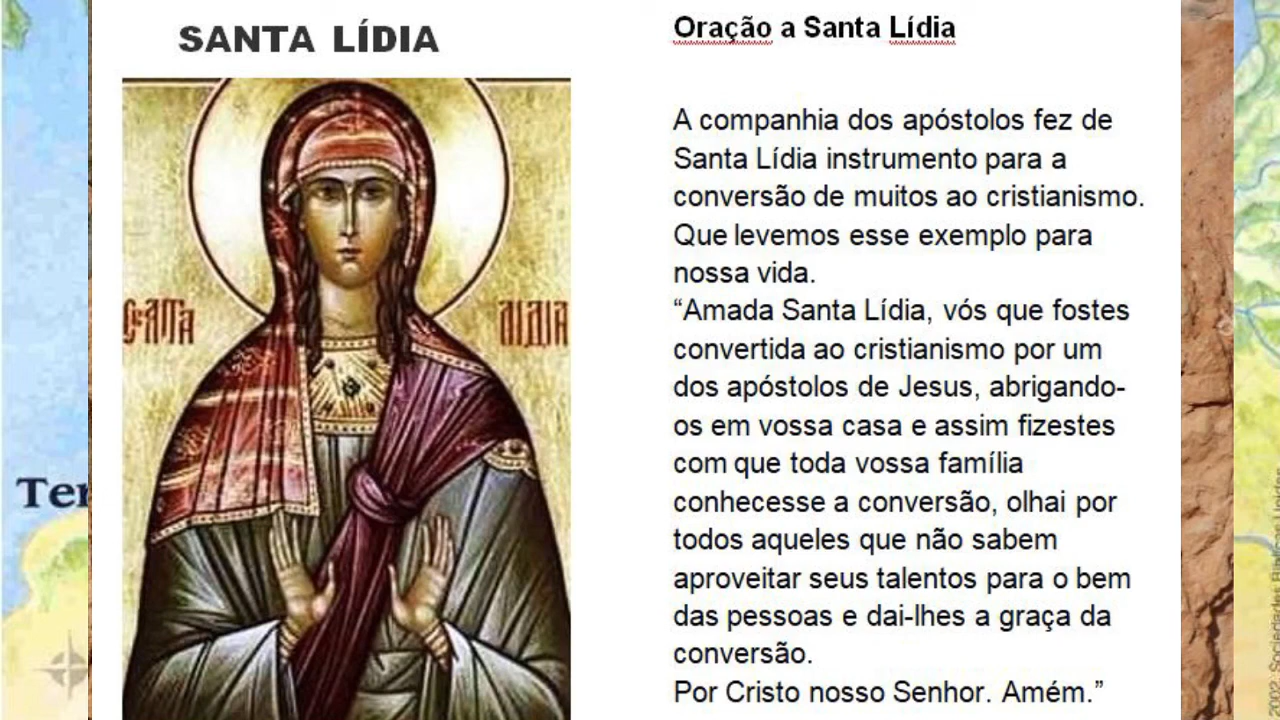 SANTA LÍDIA
Oração a Santa Lídia
A companhia dos apóstolos fez de
Santa Lídia instrumento para a
conversão de muitos ao cristianismo.
Que levemos esse exemplo para
nossa vida.
“Amada Santa Lídia, vós que fostes
convertida ao cristianismo por um
dos apóstolos de Jesus, abrigando-
os em vossa casa e assim fizestes
com que toda vossa família
conhecesse a conversão, olhai por
todos aqueles que não sabem
aproveitar seus talentos para o bem
das pessoas e dai-lhes a graça da
conversão.
Por Cristo nosso Senhor. Amém.”
Ter